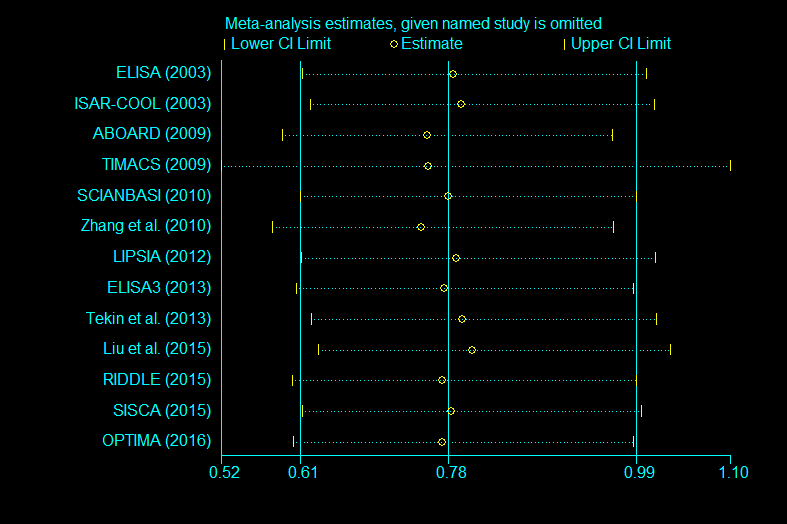 Meta-analysis estimates, given named study is omitted
Lower CI Limit Estimate Upper CI Limit
ELISA (2003)
ISAR-COOL (2003)
ABOARD (2009)
TIMACS (2009)
SCIANBASI (2010)
Zhang et al. (2010)
LIPSIA (2012)
ELISA3 (2013)
Tekin et al. (2013)
Liu et al. (2015)
RIDDLE (2015)
SISCA (2015)
OPTIMA (2016)
0.52 0.61 0.78 0.99 1.10